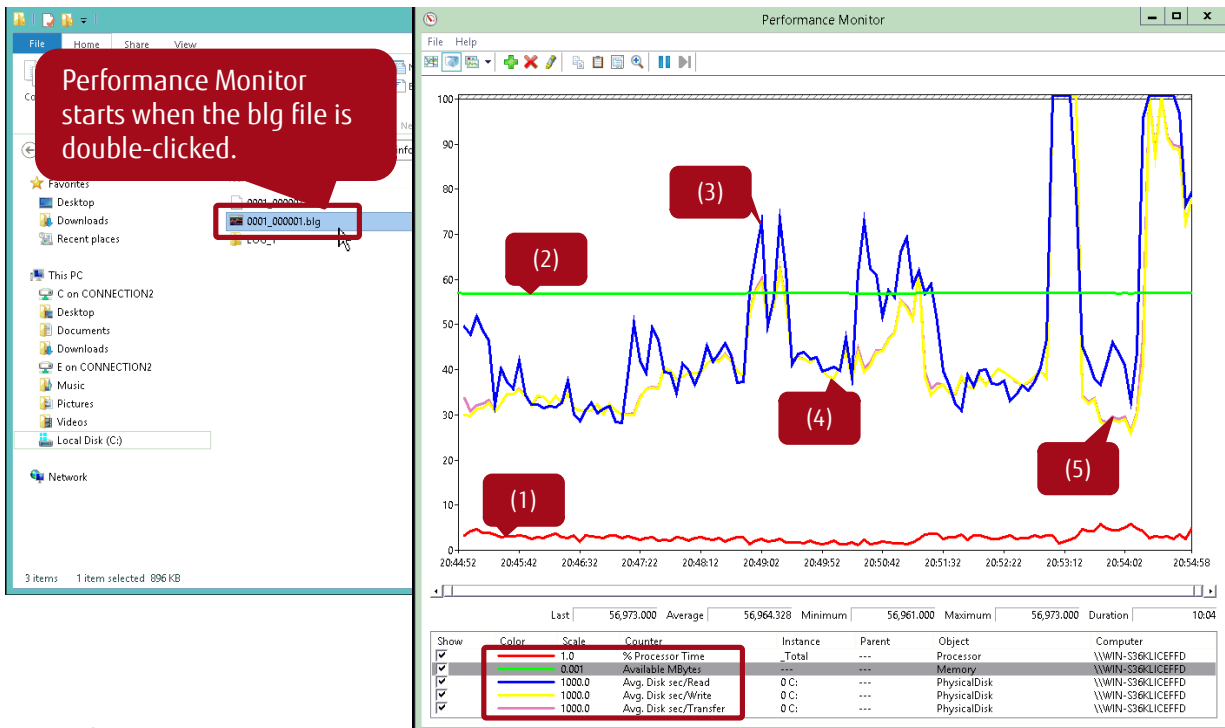 File Home Share View
Performance Monitor
starts when the blg file is
double-clicked.
Favorites
Desktop
Downloads
Recent places
This PC
C on CONNECTION2
Desktop
Documents
Downloads
E on CONNECTION2
Music
Pictures
Videos
Local Disk (C:)
Network
0001_000001.blg
3 items 1 item selected 896 KB
Performance Monitor
File Help
100
90
80
70
60
50
40
30
20
10
0
(3)
(2)
(4)
(5)
(1)
20:44:52 20:45:42 20:46:32 20:47:22 20:48:12 20:49:02 20:49:52 20:50:42 20:51:32 20:52:22 20:53:12 20:54:02 20:54:58
Last 56,973.000 Average 56,964.328 Minimum 56,961.000 Maximum 56,973.000 Duration 10:04
Show Color Scale Counter Instance Parent Object Computer
1.0 % Processor Time _Total --- Processor \\WIN-S36KLICEFFD
0.001 Available MBytes --- --- Memory \\WIN-S36KLICEFFD
1000.0 Avg. Disk sec/Read 0 C: --- PhysicalDisk \\WIN-S36KLICEFFD
1000.0 Avg. Disk sec/Write 0 C: --- PhysicalDisk \\WIN-S36KLICEFFD
1000.0 Avg. Disk sec/Transfer 0 C: --- PhysicalDisk \\WIN-S36KLICEFFD